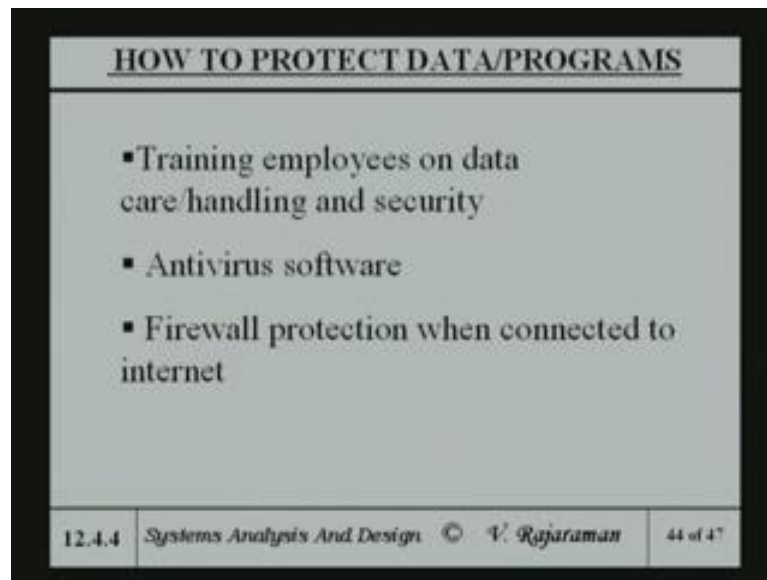 HOW TO PROTECT DATA/PROGRAMS
▪Training employees on data
care/handling and security
▪ Antivirus software
▪ Firewall protection when connected to
internet
12.4.4 Systems Analysis And Design © V. Rajaraman 44 of 47